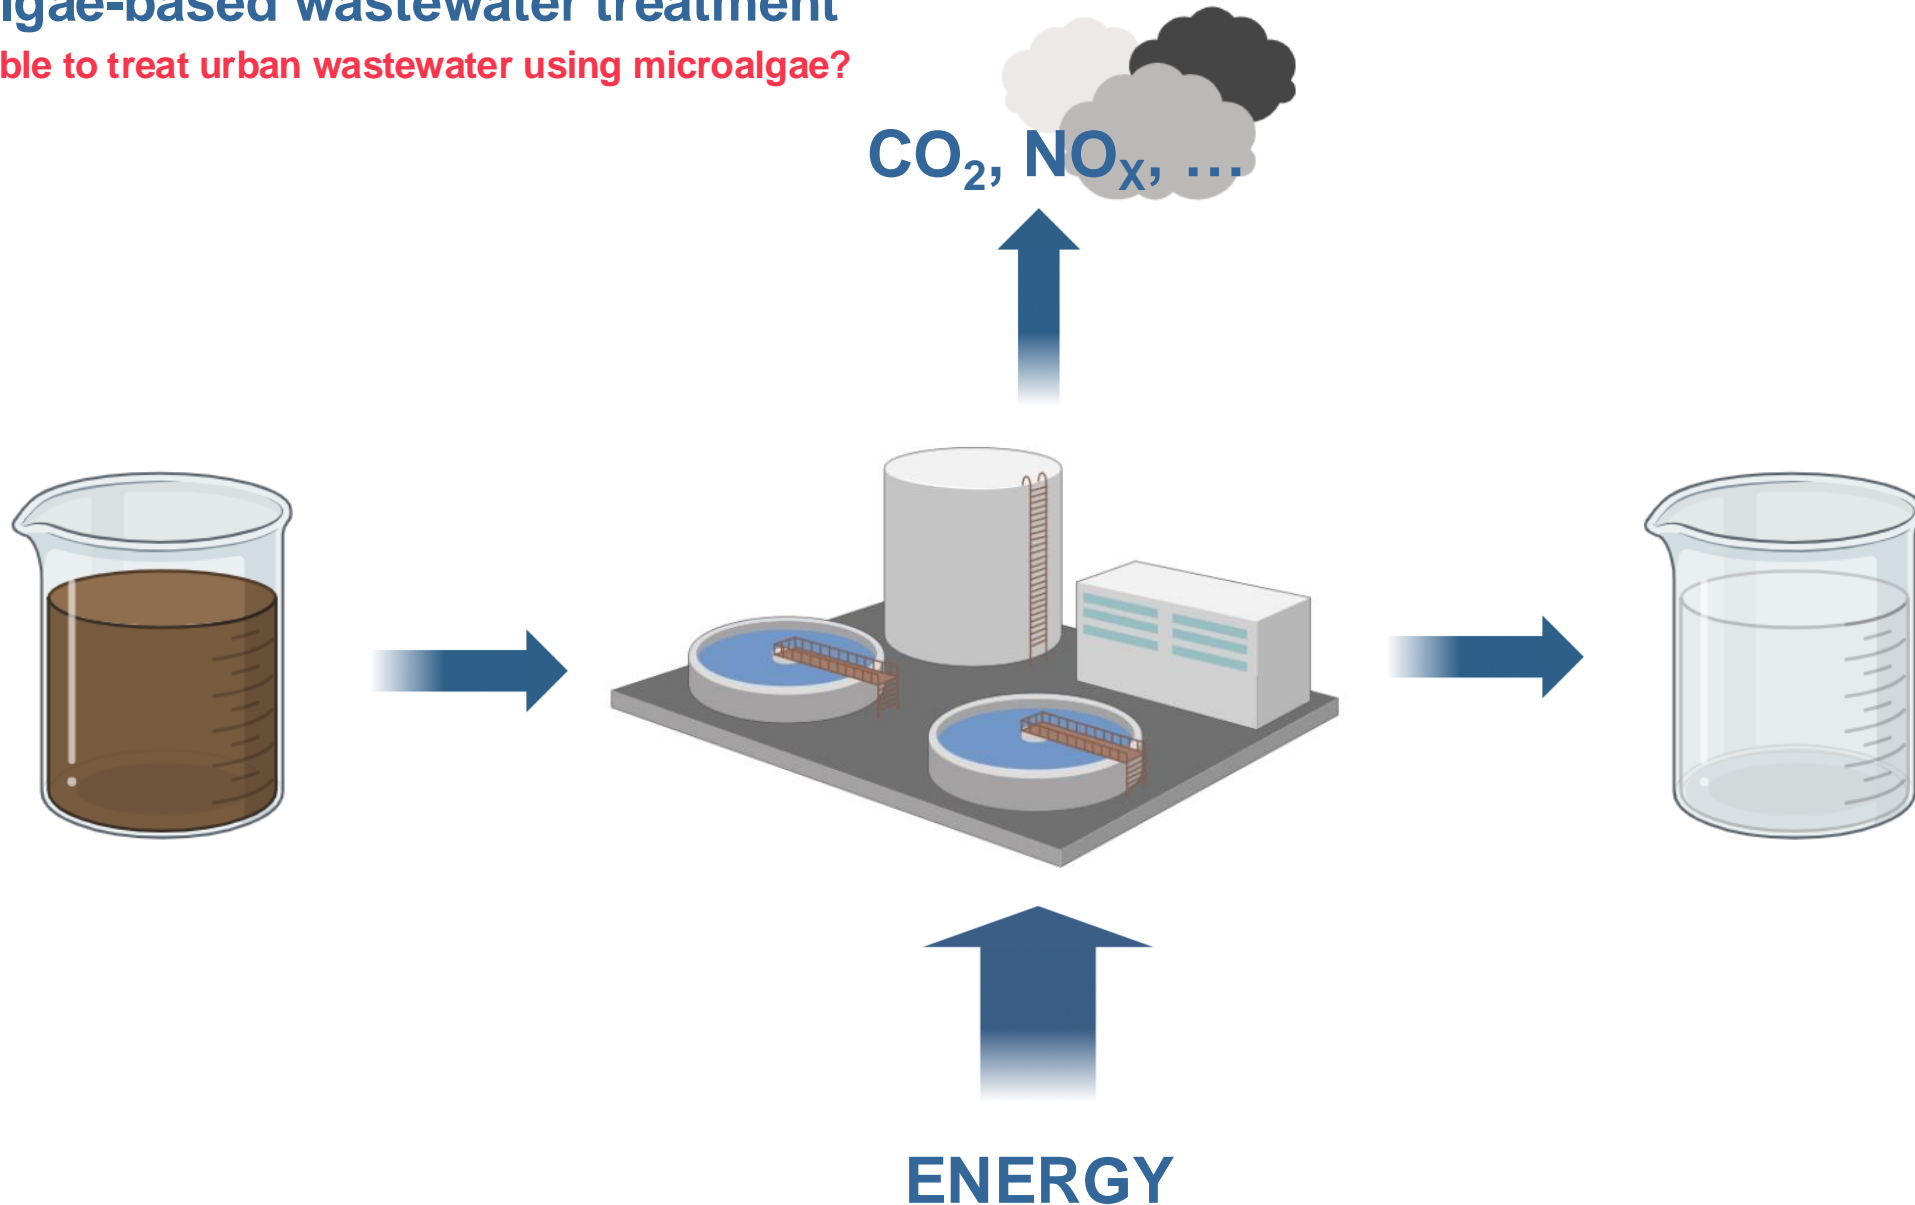 lgae-based wastewater treatment
ble to treat urban wastewater using microalgae?
CO₂, NOₓ, …
ENERGY